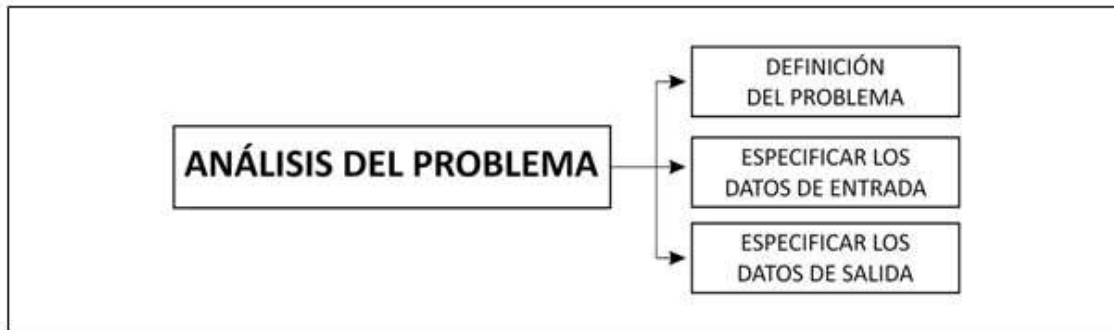 ANÁLISIS DEL PROBLEMA
DEFINICIÓN
DEL PROBLEMA
ESPECIFICAR LOS
DATOS DE ENTRADA
ESPECIFICAR LOS
DATOS DE SALIDA